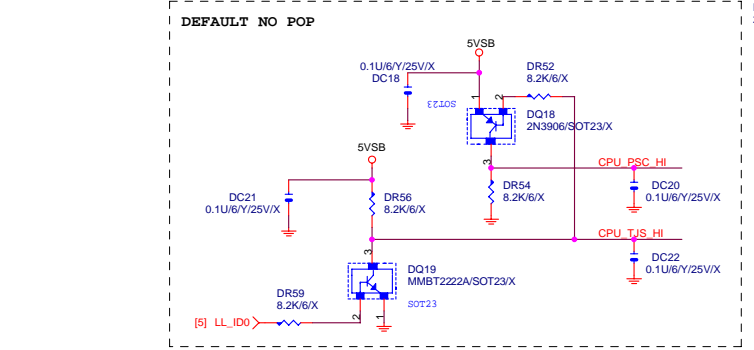 DEFAULT NO POP
5VSB
0.1U/6/Y/25V/X
DC18
DR52
8.2K/6/X
1
2
SOT23
DQ18
2N3906/SOT23/X
3
CPU_PSC_HI
5VSB
DR54
8.2K/6/X
DC20
0.1U/6/Y/25V/X
DC21
0.1U/6/Y/25V/X
DR56
8.2K/6/X
CPU_TJS_HI
3
DQ19
MMBT2222A/SOT23/X
DC22
0.1U/6/Y/25V/X
SOT23
DR59
8.2K/6/X
2
1
[5] LL_ID0